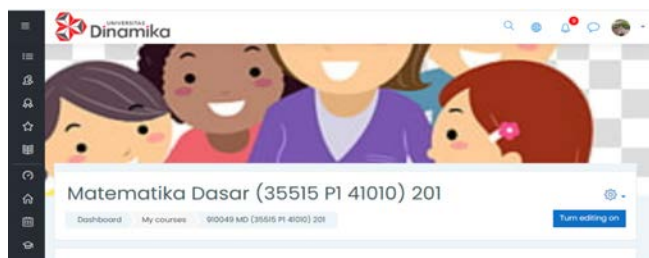 UNIVERSITAS
Dinamika
Matematika Dasar (35515 P1 41010) 201
Dashboard My courses 910049 MD (35515 P1 41010) 201
Turn editing on